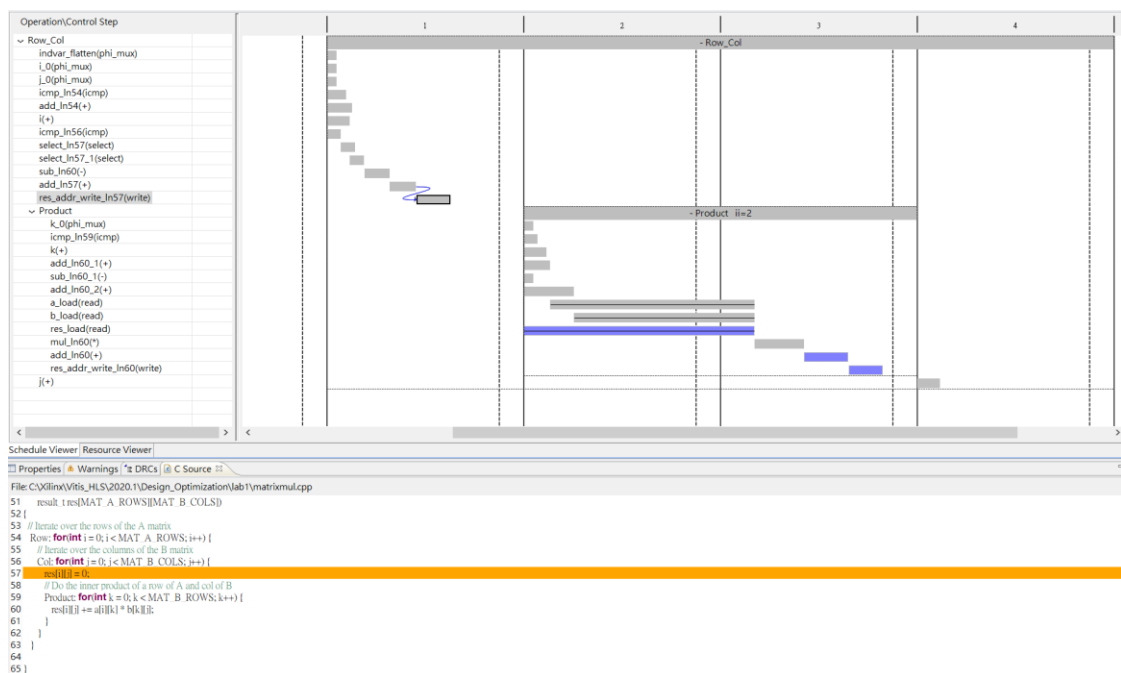 Operation\Control Step
1 2 3 4
Row_Col
- Row_Col
indvar_flatten(phi_mux)
i_0(phi_mux)
j_0(phi_mux)
icmp_ln54(icmp)
add_ln54(+)
i(+)
icmp_ln56(icmp)
select_ln57(select)
select_ln57_1(select)
sub_ln60(-)
add_ln57(+)
res_addr_write_ln57(write)
Product
- Product ii=2
k_0(phi_mux)
icmp_ln59(icmp)
k(+)
add_ln60_1(+)
sub_ln60_1(-)
add_ln60_2(+)
a_load(read)
b_load(read)
res_load(read)
mul_ln60(*)
add_ln60(+)
res_addr_write_ln60(write)
j(+)
Schedule Viewer Resource Viewer
Properties Warnings DRCs C Source
File: C:\Xilinx\Vitis_HLS\2020.1\Design_Optimization\lab1\matrixmul.cpp
51 result_t res[MAT_A_ROWS][MAT_B_COLS])
52 {
53 // Iterate over the rows of the A matrix
54 Row: for(int i = 0; i < MAT_A_ROWS; i++) {
55 // Iterate over the columns of the B matrix
56 Col: for(int j = 0; j < MAT_B_COLS; j++) {
57 res[i][j] = 0;
58 // Do the inner product of a row of A and col of B
59 Product: for(int k = 0; k < MAT_B_ROWS; k++) {
60 res[i][j] += a[i][k] * b[k][j];
61 }
62 }
63 }
64
65 }